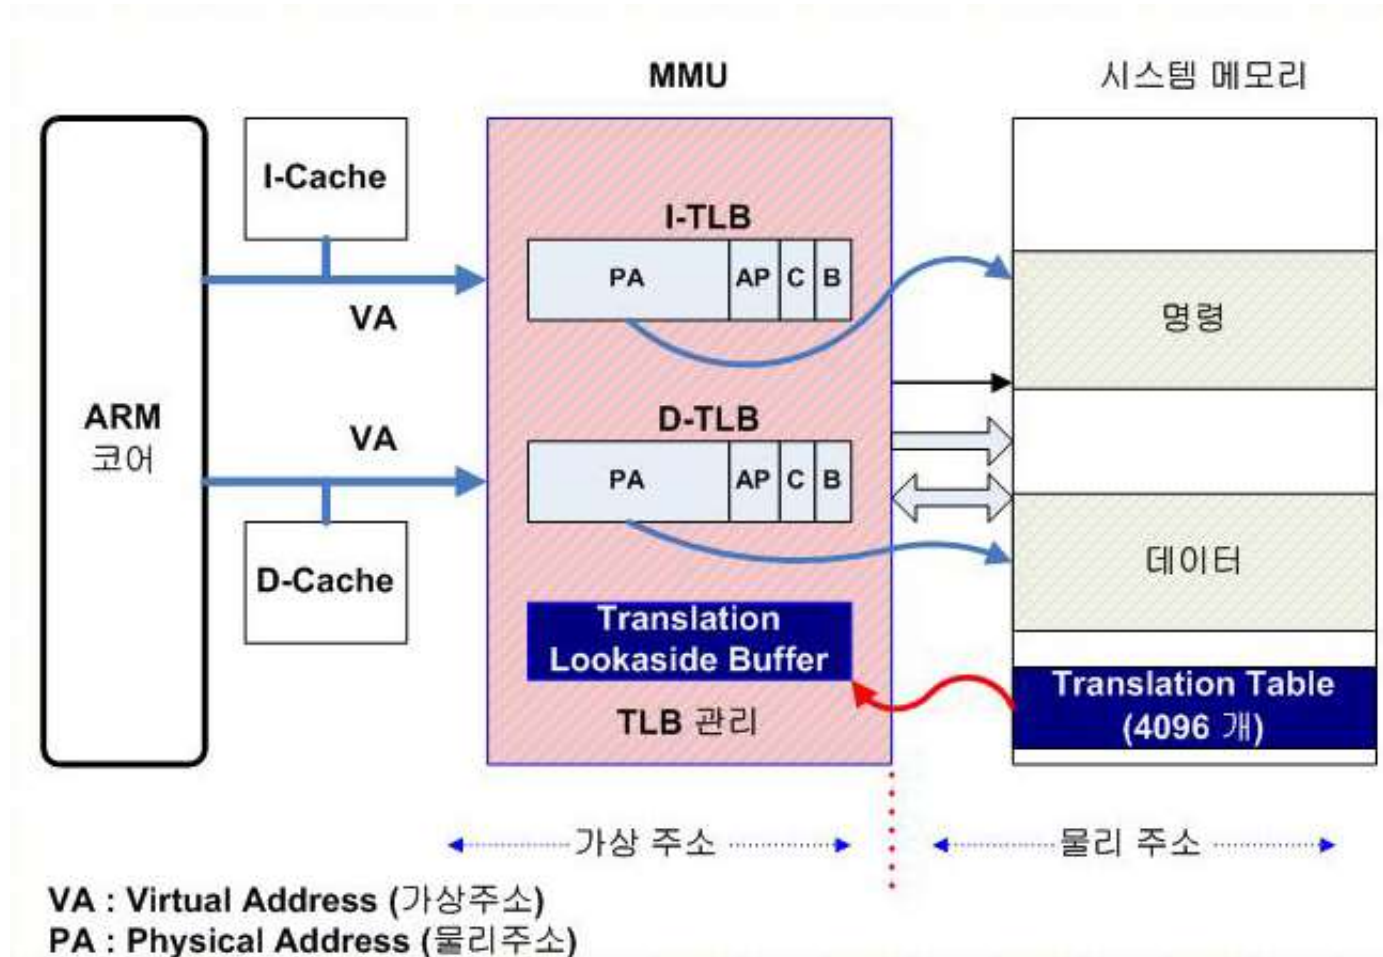 MMU
시스템 메모리
I-Cache
I-TLB
PA AP C B
VA
명령
ARM
코어
VA
D-TLB
PA AP C B
D-Cache
데이터
Translation
Lookaside Buffer
TLB 관리
Translation Table
(4096 개)
가상 주소
물리 주소
VA : Virtual Address (가상주소)
PA : Physical Address (물리주소)